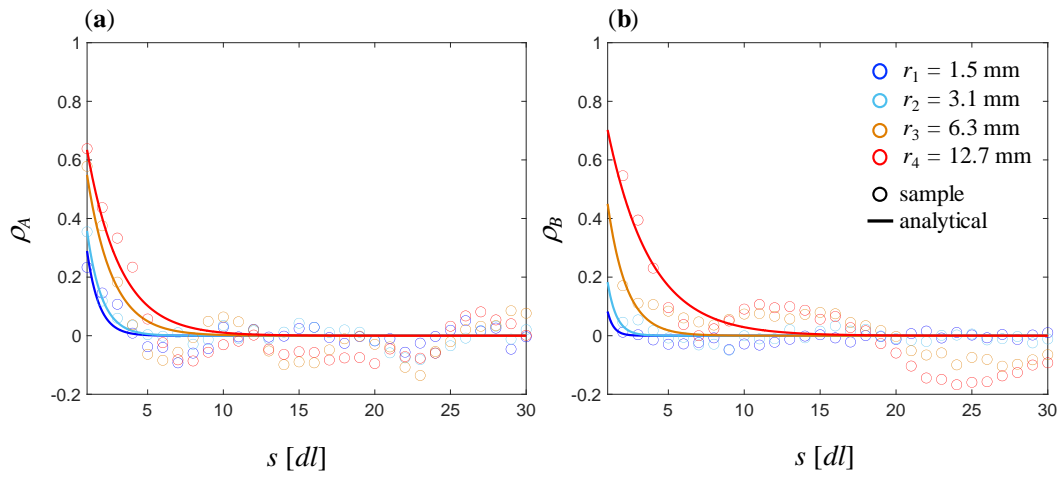 (a)
1
0.8
0.6
0.4
0.2
0
-0.2
5
10
15
20
25
30
ρA
s [dl]
(b)
1
0.8
0.6
0.4
0.2
0
-0.2
5
10
15
20
25
30
ρB
s [dl]
r1 = 1.5 mm
r2 = 3.1 mm
r3 = 6.3 mm
r4 = 12.7 mm
sample
analytical